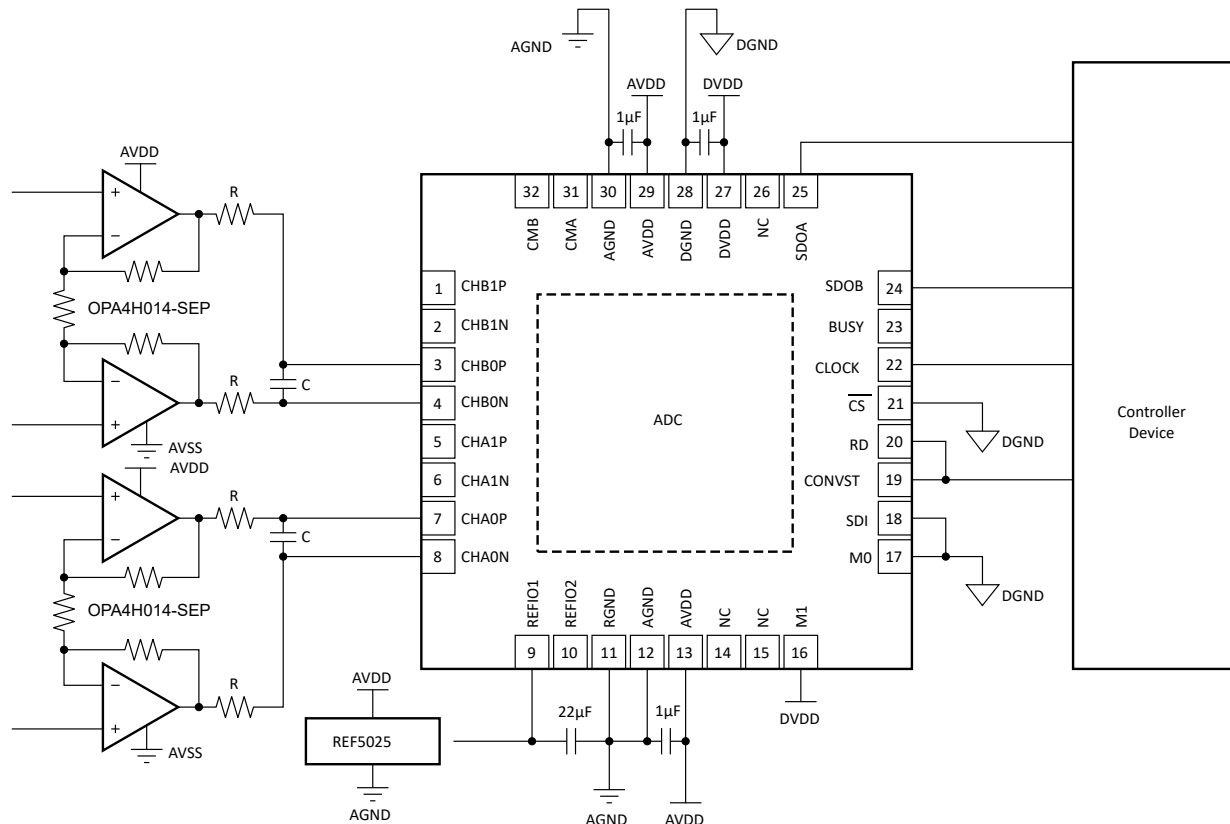 AGND
DGND
AVDD
DVDD
1µF
1µF
AVDD
R
+
−
OPA4H014-SEP
−
+
R
C
AVSS
AVDD
R
+
−
C
OPA4H014-SEP
−
+
R
AVSS
32
31
30
29
28
27
26
25
CMB
CMA
AGND
AVDD
DGND
DVDD
NC
SDOA
1
CHB1P
2
CHB1N
3
CHB0P
4
CHB0N
5
CHA1P
6
CHA1N
7
CHA0P
8
CHA0N
ADC
SDOB
24
BUSY
23
CLOCK
22
CS
21
RD
20
CONVST
19
SDI
18
M0
17
DGND
DGND
Controller
Device
REFIO1
REFIO2
RGND
AGND
AVDD
NC
NC
M1
9
10
11
12
13
14
15
16
AVDD
REF5025
AGND
22µF
1µF
DVDD
AGND
AVDD